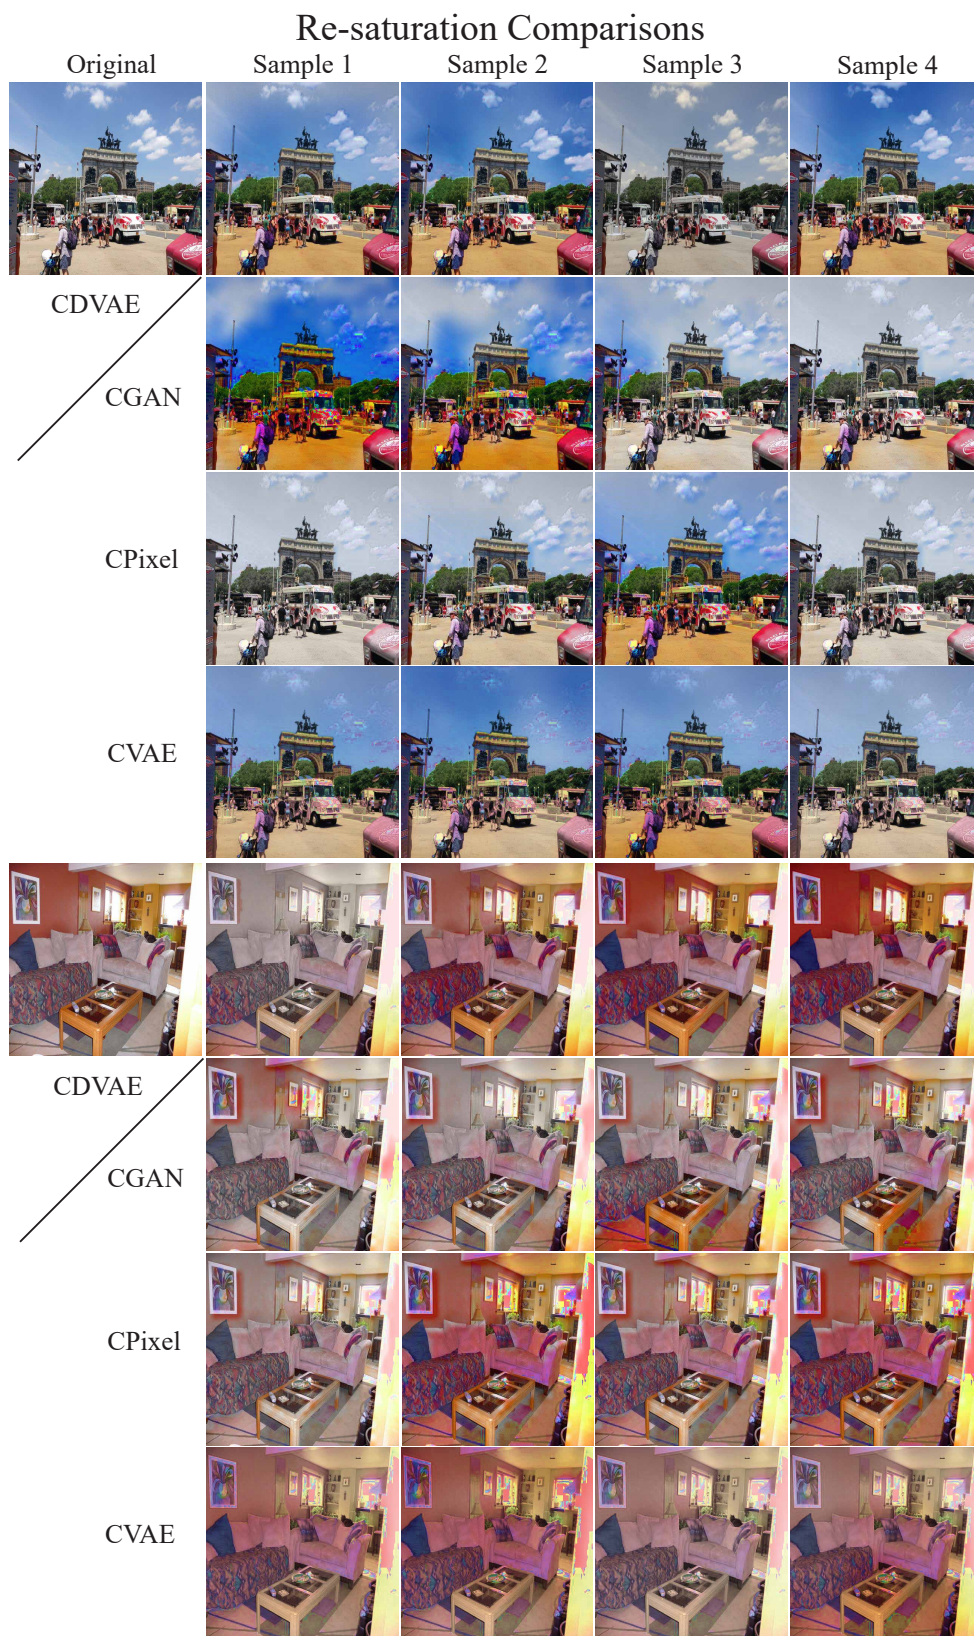 Re-saturation Comparisons
Original Sample 1 Sample 2 Sample 3 Sample 4
CDVAE
CGAN
CPixel
CVAE
CDVAE
CGAN
CPixel
CVAE